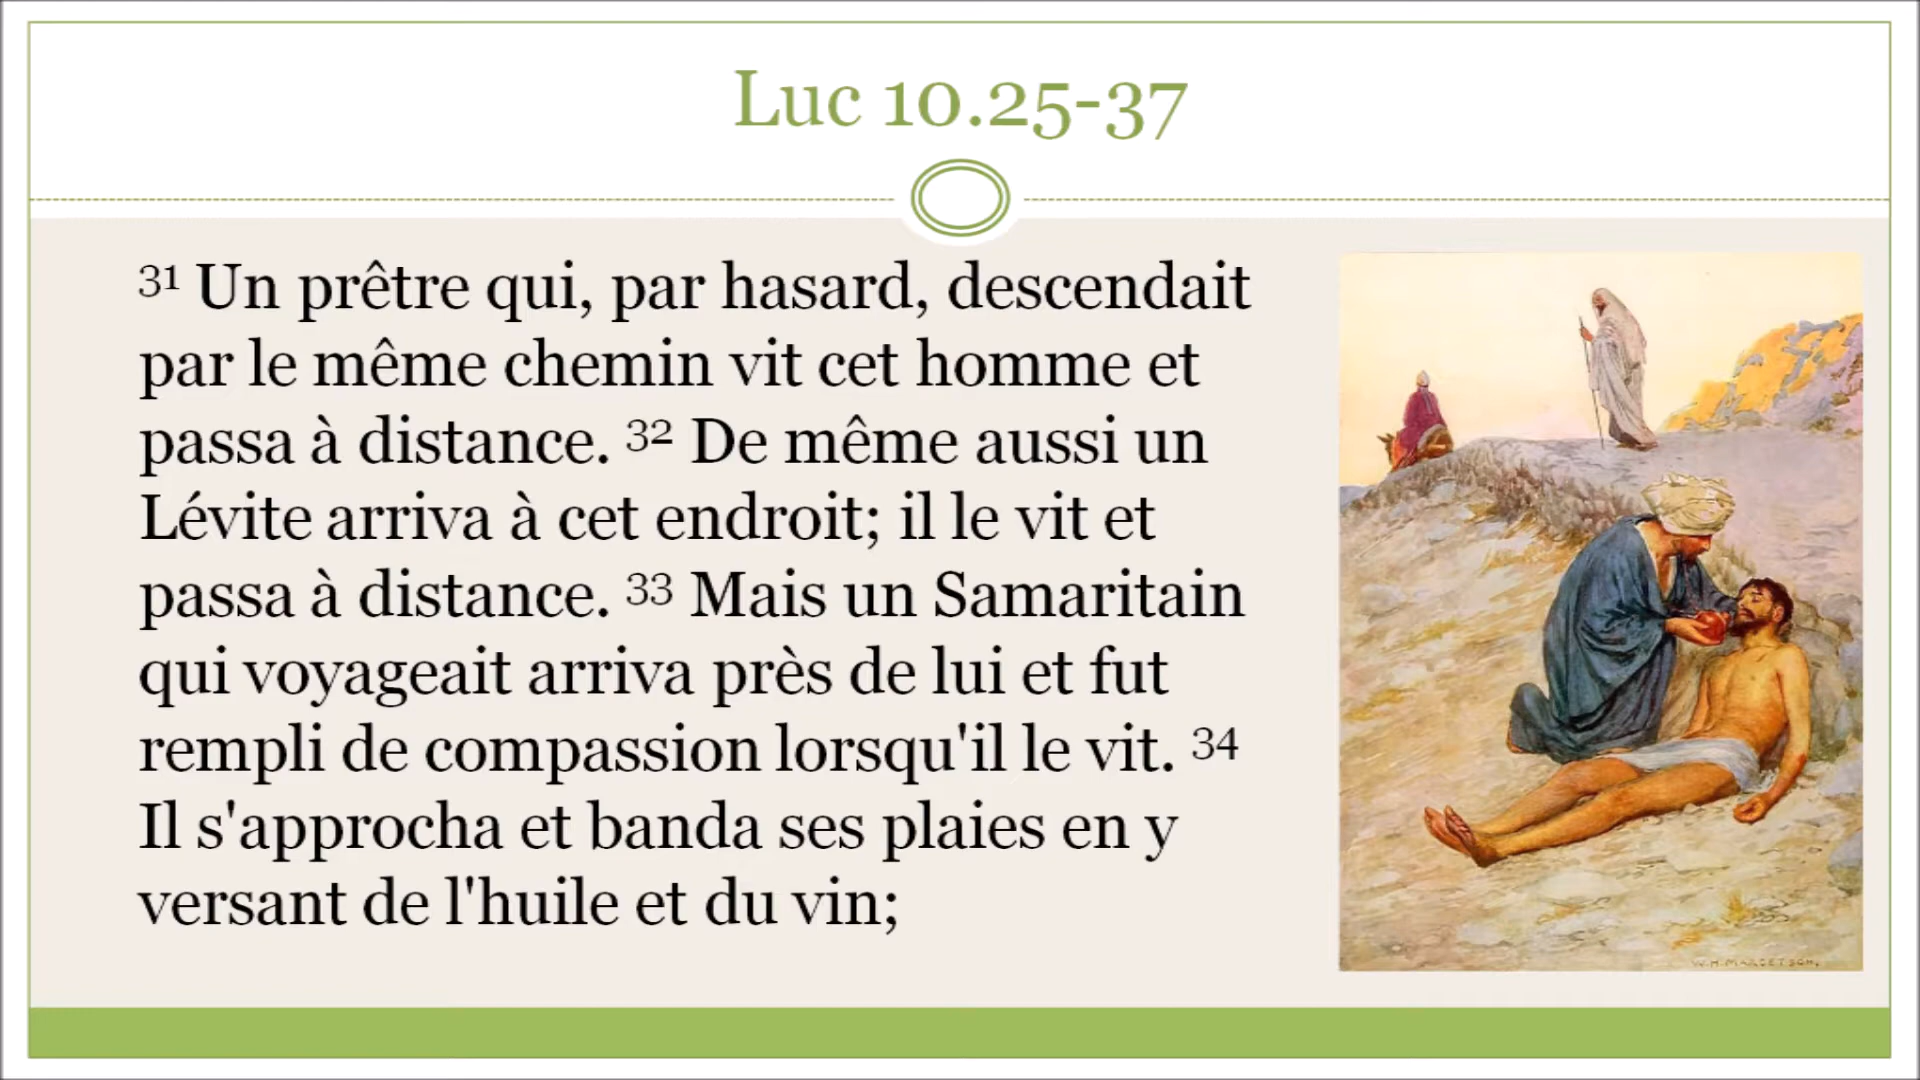 Luc 10.25-37
31 Un prêtre qui, par hasard, descendait
par le même chemin vit cet homme et
passa à distance. 32 De même aussi un
Lévite arriva à cet endroit; il le vit et
passa à distance. 33 Mais un Samaritain
qui voyageait arriva près de lui et fut
rempli de compassion lorsqu'il le vit. 34
Il s'approcha et banda ses plaies en y
versant de l'huile et du vin;
W.H.MARGETSON.